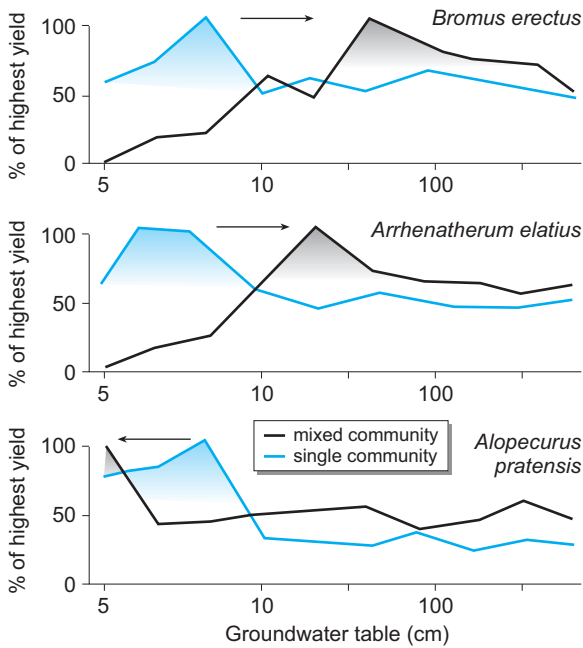 Bromus erectus
% of highest yield
100
50
0
5
10
100
Arrhenatherum elatius
% of highest yield
100
50
0
5
10
100
mixed community
single community
Alopecurus
pratensis
% of highest yield
100
50
0
5
10
100
Groundwater table (cm)